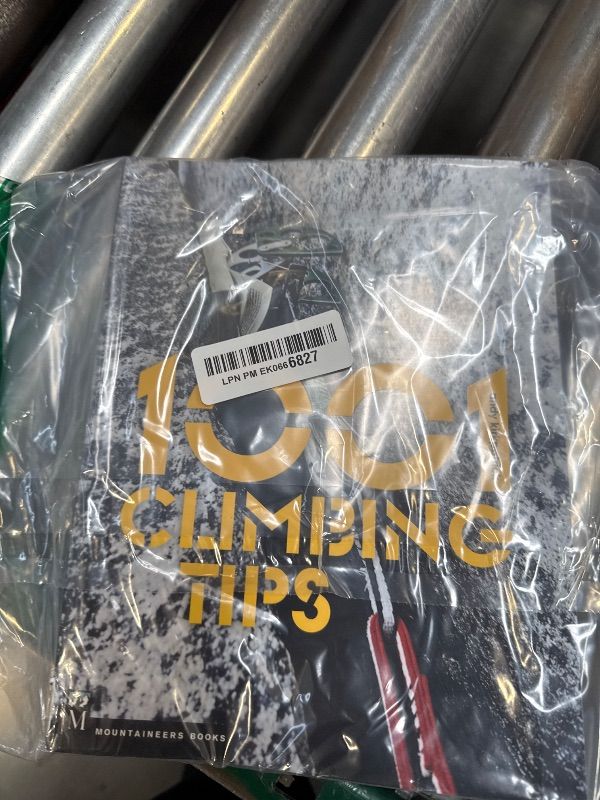 LPN PM EK0666827
1001
CLIMBING
TIPS
M
MOUNTAINEERS BOOKS